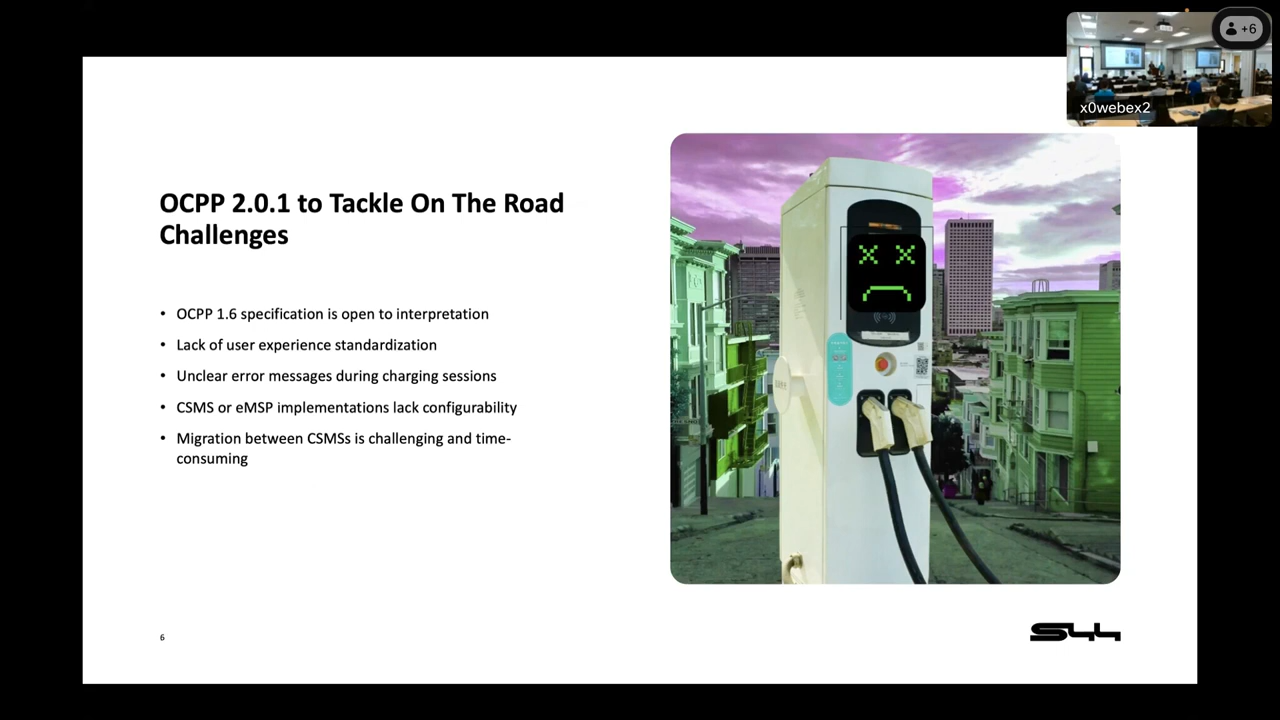 +6
x0webex2
OCPP 2.0.1 to Tackle On The Road
Challenges
• OCPP 1.6 specification is open to interpretation
• Lack of user experience standardization
• Unclear error messages during charging sessions
• CSMS or eMSP implementations lack configurability
• Migration between CSMSs is challenging and time-
consuming
6
S44